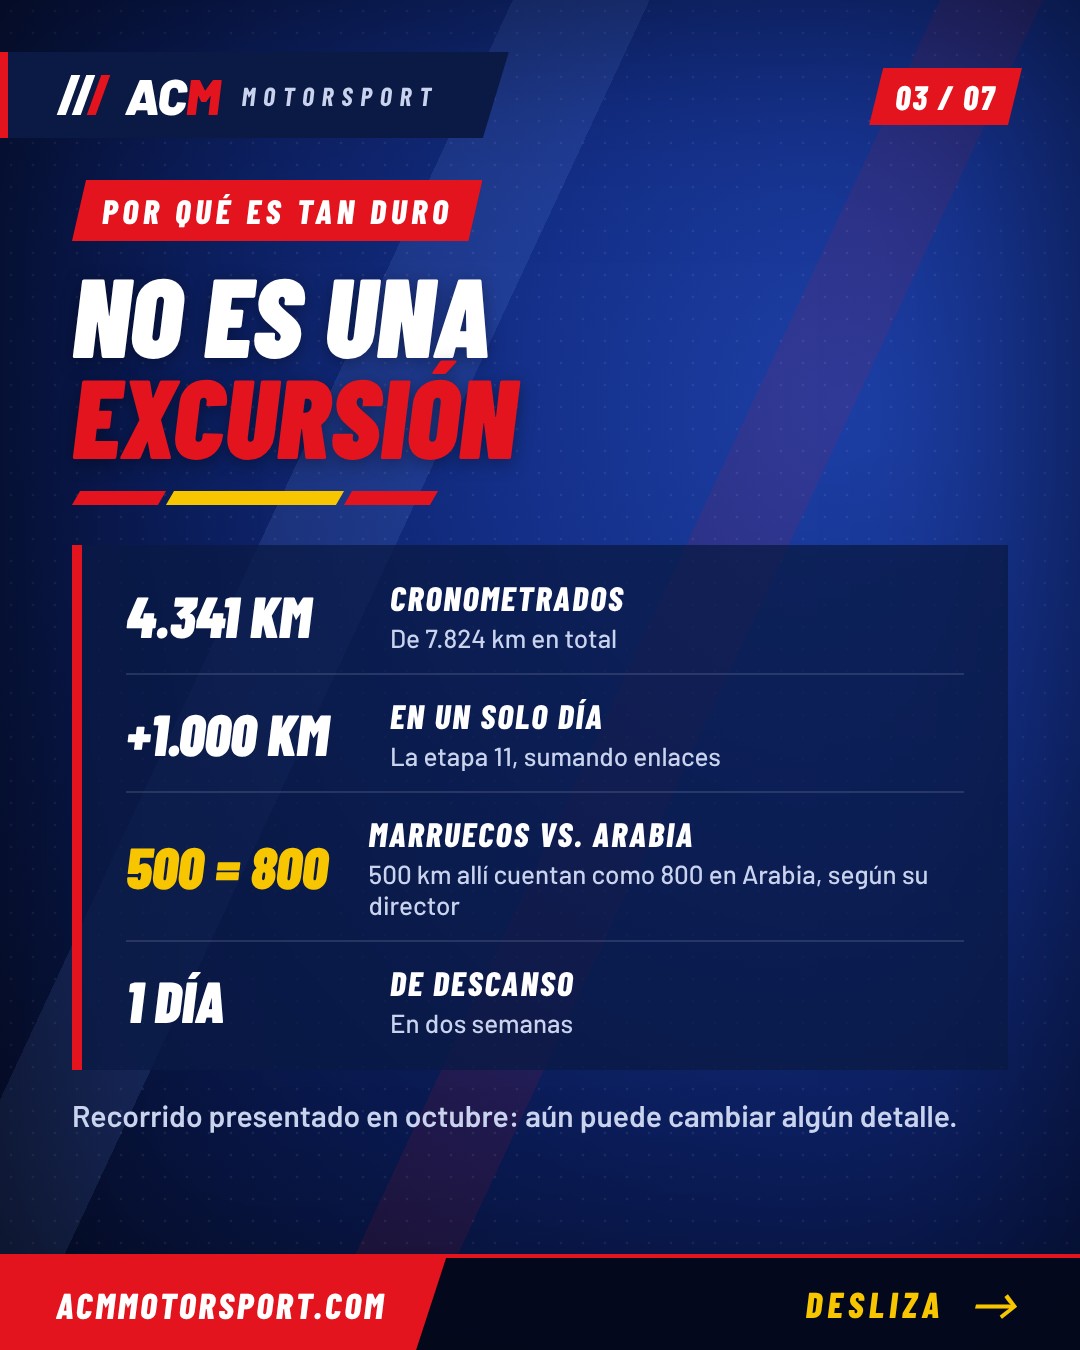 ACM MOTORSPORT
03 / 07
POR QUÉ ES TAN DURO
NO ES UNA
EXCURSIÓN
4.341 KM
CRONOMETRADOS
De 7.824 km en total
+1.000 KM
EN UN SOLO DÍA
La etapa 11, sumando enlaces
500 = 800
MARRUECOS VS. ARABIA
500 km allí cuentan como 800 en Arabia, según su
director
1 DÍA
DE DESCANSO
En dos semanas
Recorrido presentado en octubre: aún puede cambiar algún detalle.
ACMMOTORSPORT.COM
DESLIZA →